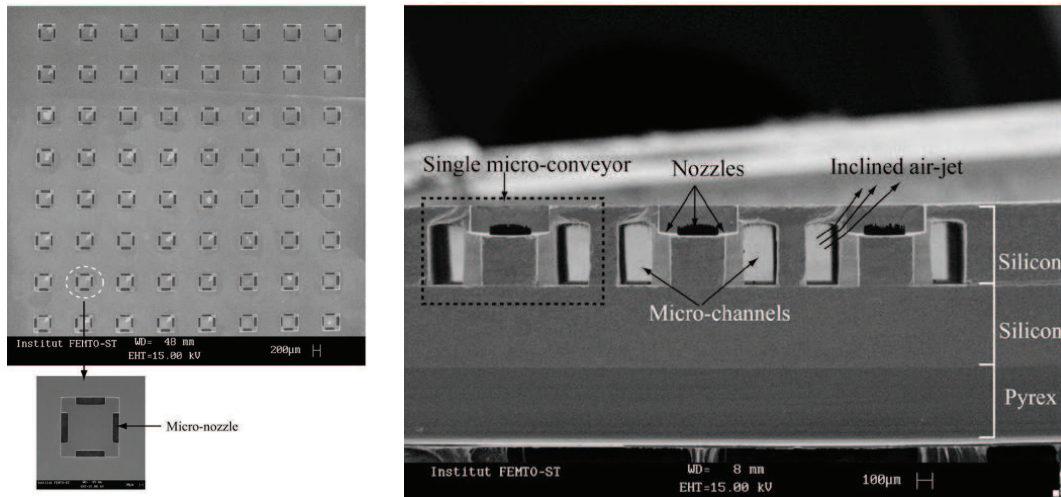 Institut FEMTO-ST
WD= 48 mm
EHT=15.00 kV
200µm
Micro-nozzle
Single micro-conveyor
Nozzles
Inclined air-jet
Silicon
Micro-channels
Silicon
Pyrex
Institut FEMTO-ST
WD= 8 mm
EHT=15.00 kV
100µm